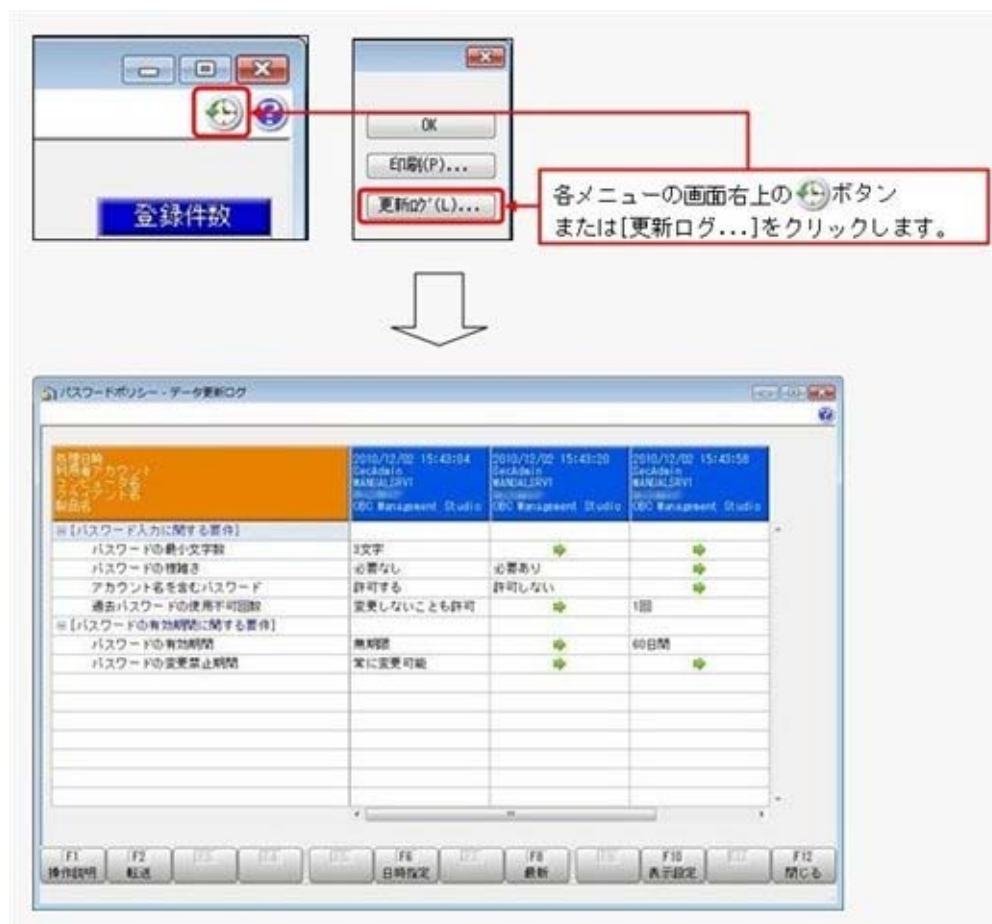 OK
印刷(P)...
更新ログ(L)...
登録件数
各メニューの画面右上のボタン
または[更新ログ...]をクリックします。
パスワードポリシー - データ更新ログ
処理日時 2010/12/02 15:43:04 2010/12/02 15:43:20 2010/12/02 15:43:58
利用者アカウント SecAdmin SecAdmin SecAdmin
コンピュータ名 MANUALSRV1 MANUALSRV1 MANUALSRV1
クライアント名
製品名 OBC Management Studio OBC Management Studio OBC Management Studio
[パスワード入力に関する要件]
パスワードの最小文字数 3文字
パスワードの複雑さ 必要なし 必要あり
アカウント名を含むパスワード 許可する 許可しない
過去パスワードの使用不可回数 変更しないことも許可 1回
[パスワードの有効期間に関する要件]
パスワードの有効期間 無期限 60日間
パスワードの変更禁止期間 常に変更可能
F1 F2 F6 F8 F10 F12
操作説明 転送 日時指定 最新 表示設定 閉じる